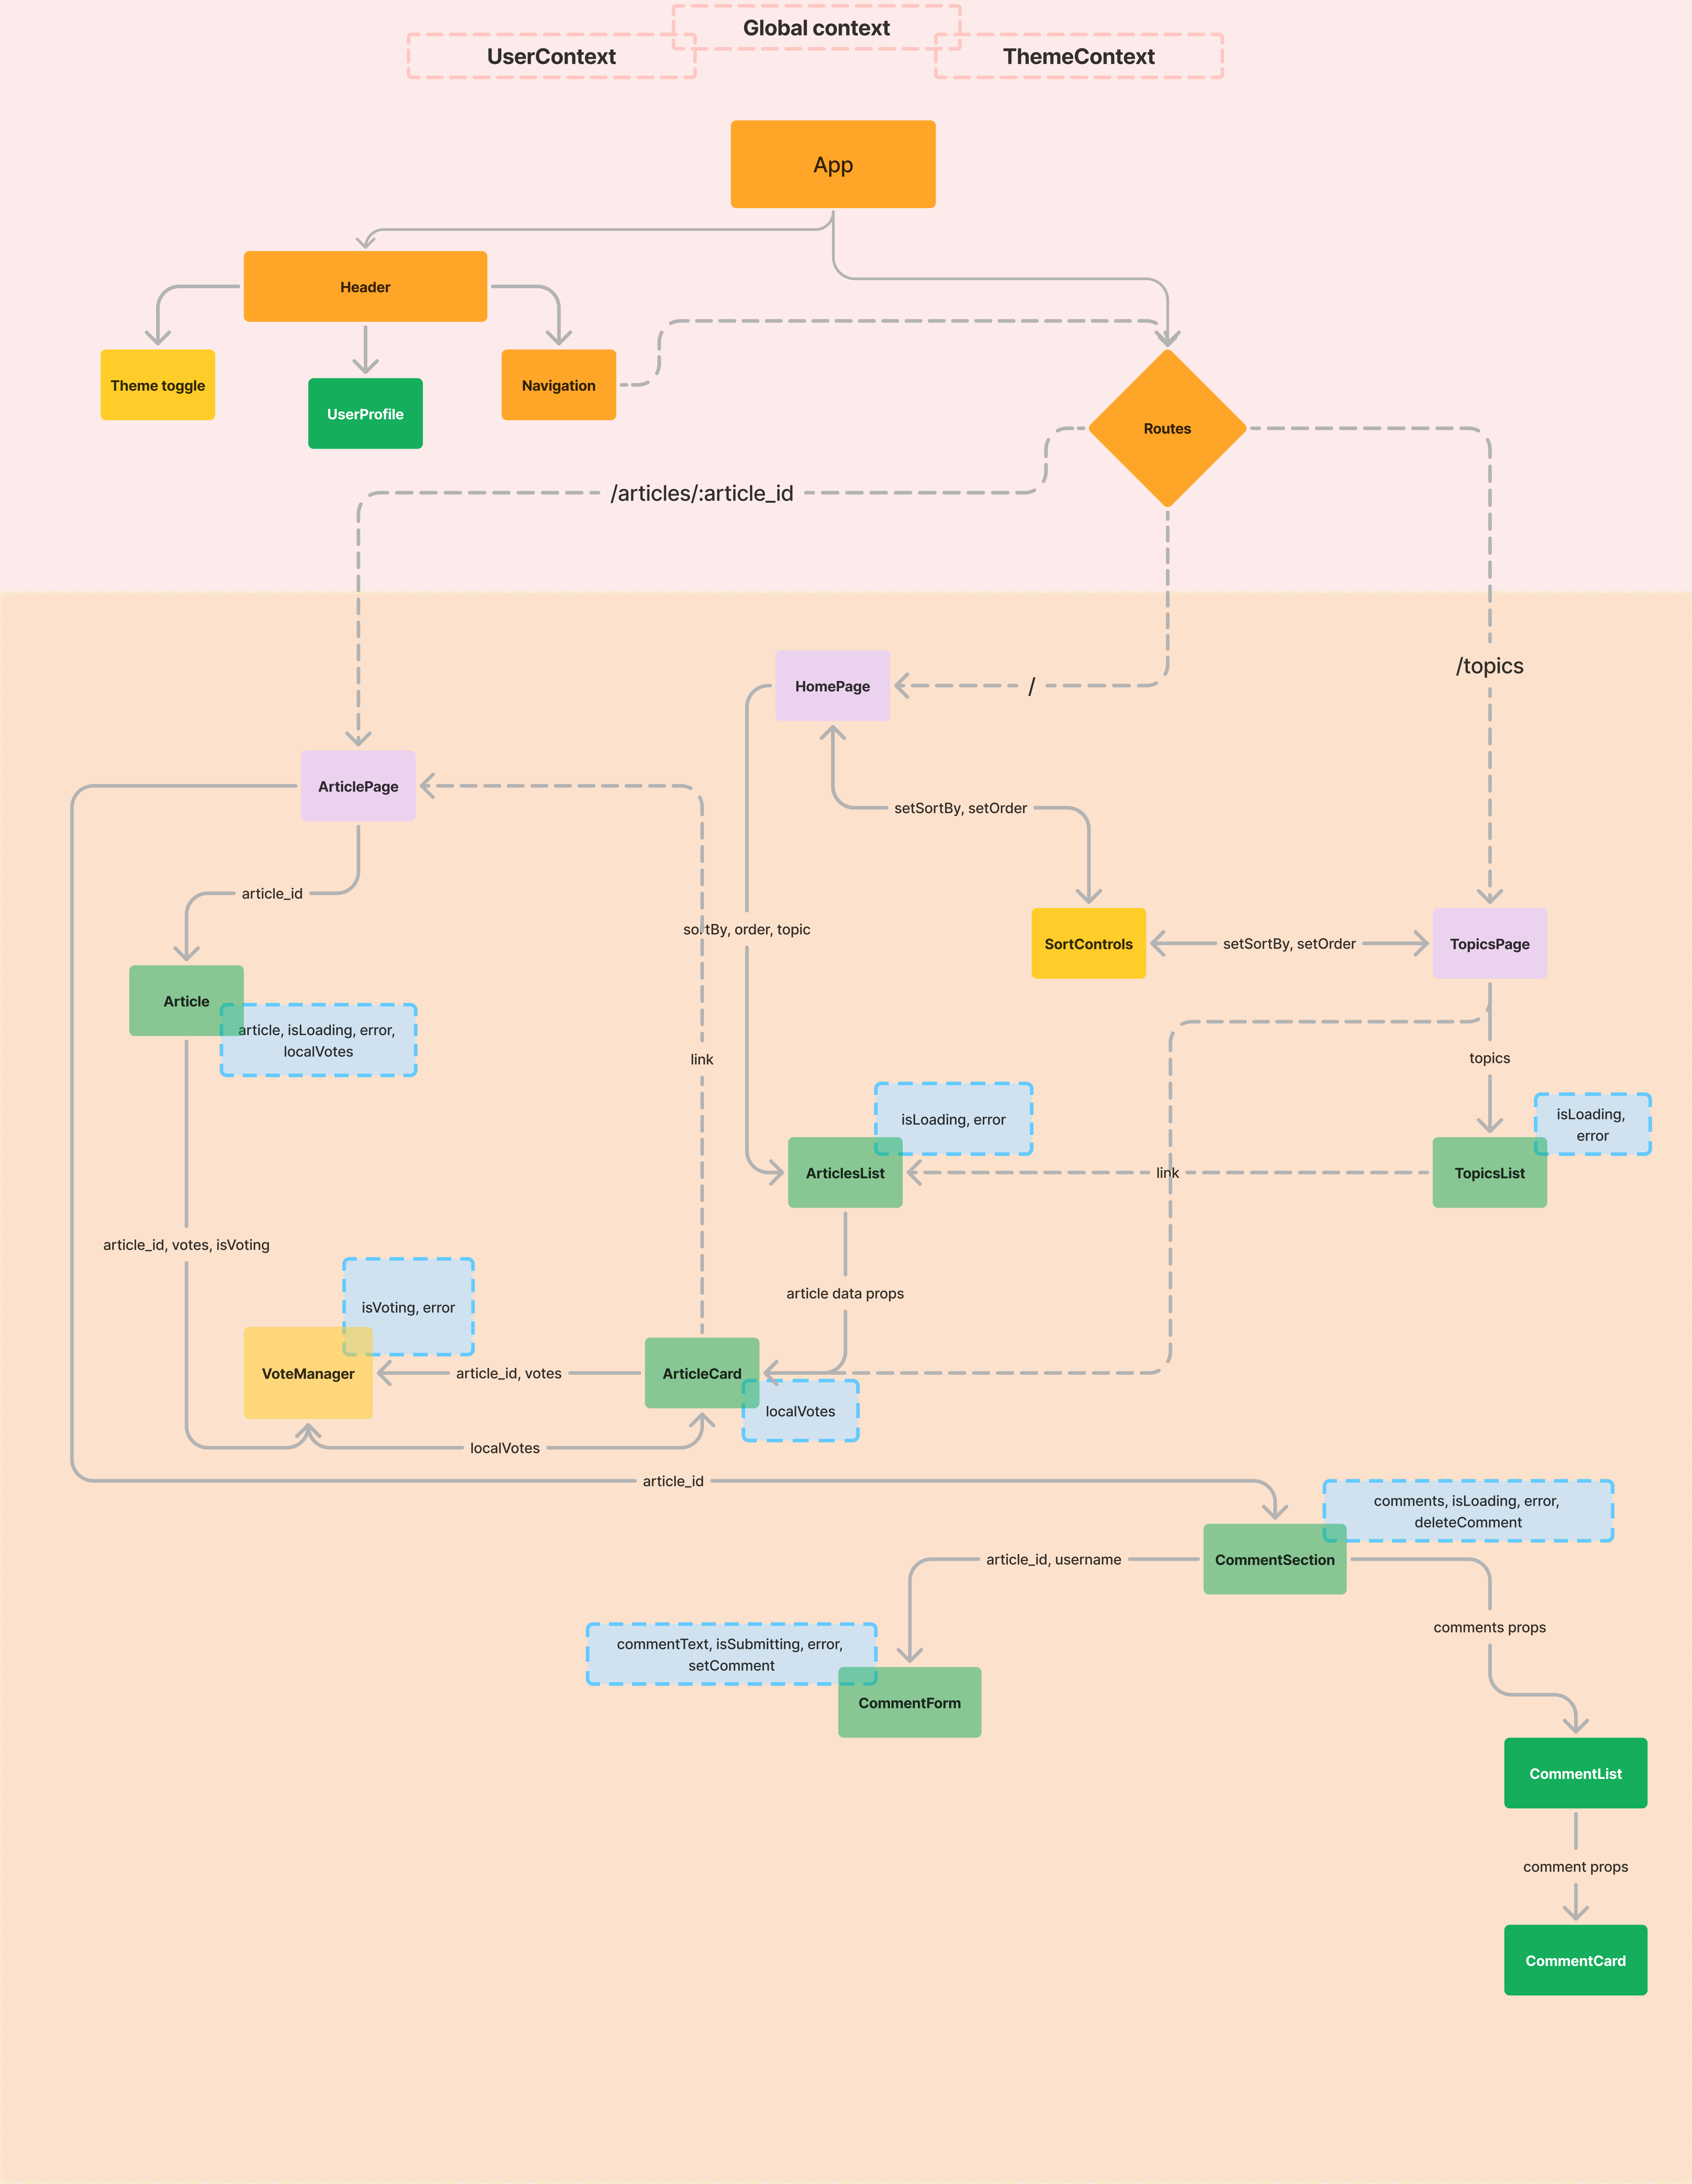 Global context
UserContext
ThemeContext
App
Header
Theme toggle
UserProfile
Navigation
Routes
/articles/:article_id
/topics
HomePage
/
ArticlePage
setSortBy, setOrder
article_id
sortBy, order, topic
SortControls
setSortBy, setOrder
TopicsPage
Article
article, isLoading, error,
localVotes
link
topics
isLoading, error
isLoading,
error
ArticlesList
link
TopicsList
article_id, votes, isVoting
article data props
isVoting, error
VoteManager
article_id, votes
ArticleCard
localVotes
localVotes
article_id
comments, isLoading, error,
deleteComment
article_id, username
CommentSection
comments props
commentText, isSubmitting, error,
setComment
CommentForm
CommentList
comment props
CommentCard